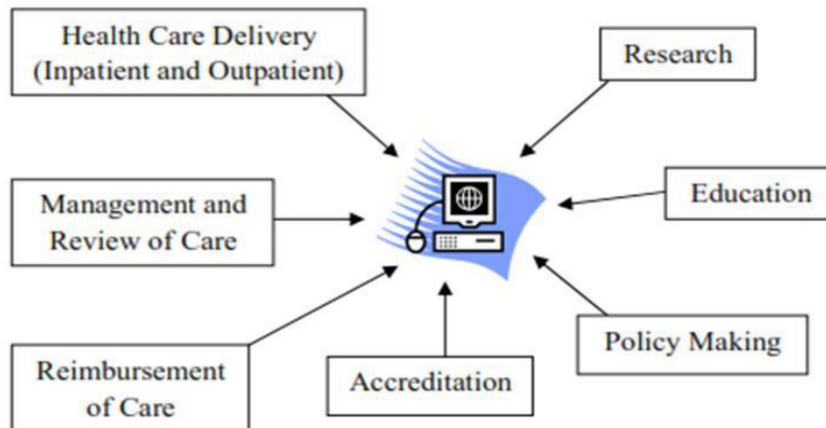 Health Care Delivery
(Inpatient and Outpatient)
Research
Management and
Review of Care
Education
Reimbursement
of Care
Accreditation
Policy Making